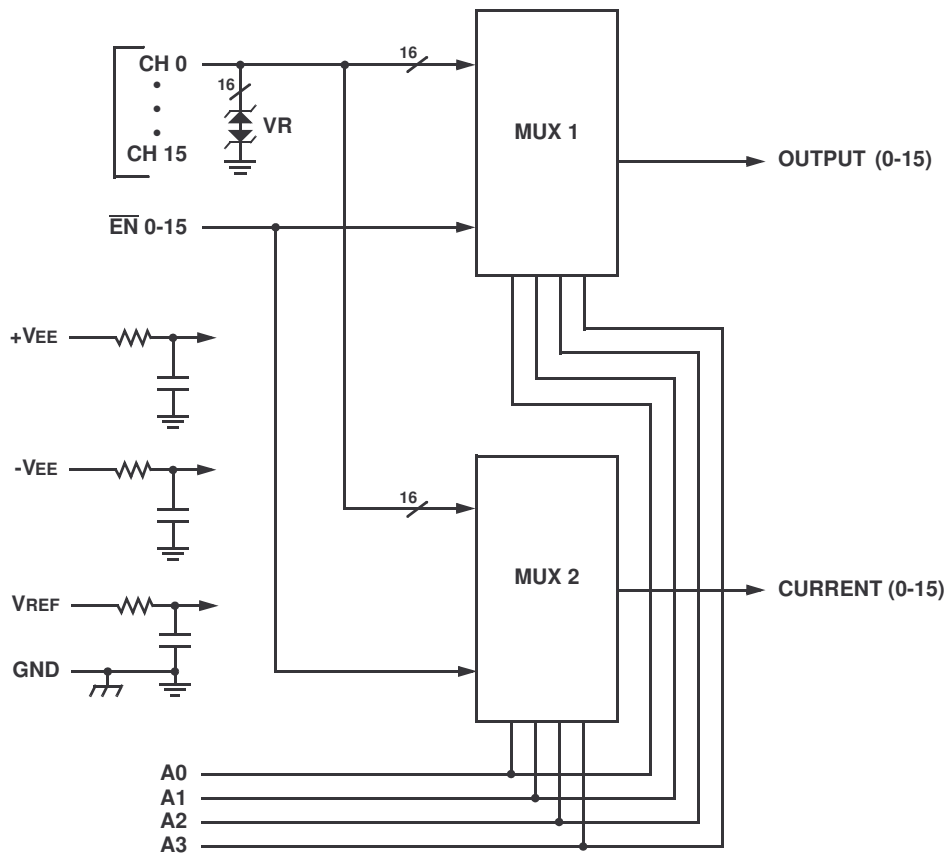 CH 0
CH 15
16
VR
16
MUX 1
OUTPUT (0-15)
EN 0-15
+VEE
-VEE
VREF
GND
16
MUX 2
CURRENT (0-15)
A0
A1
A2
A3